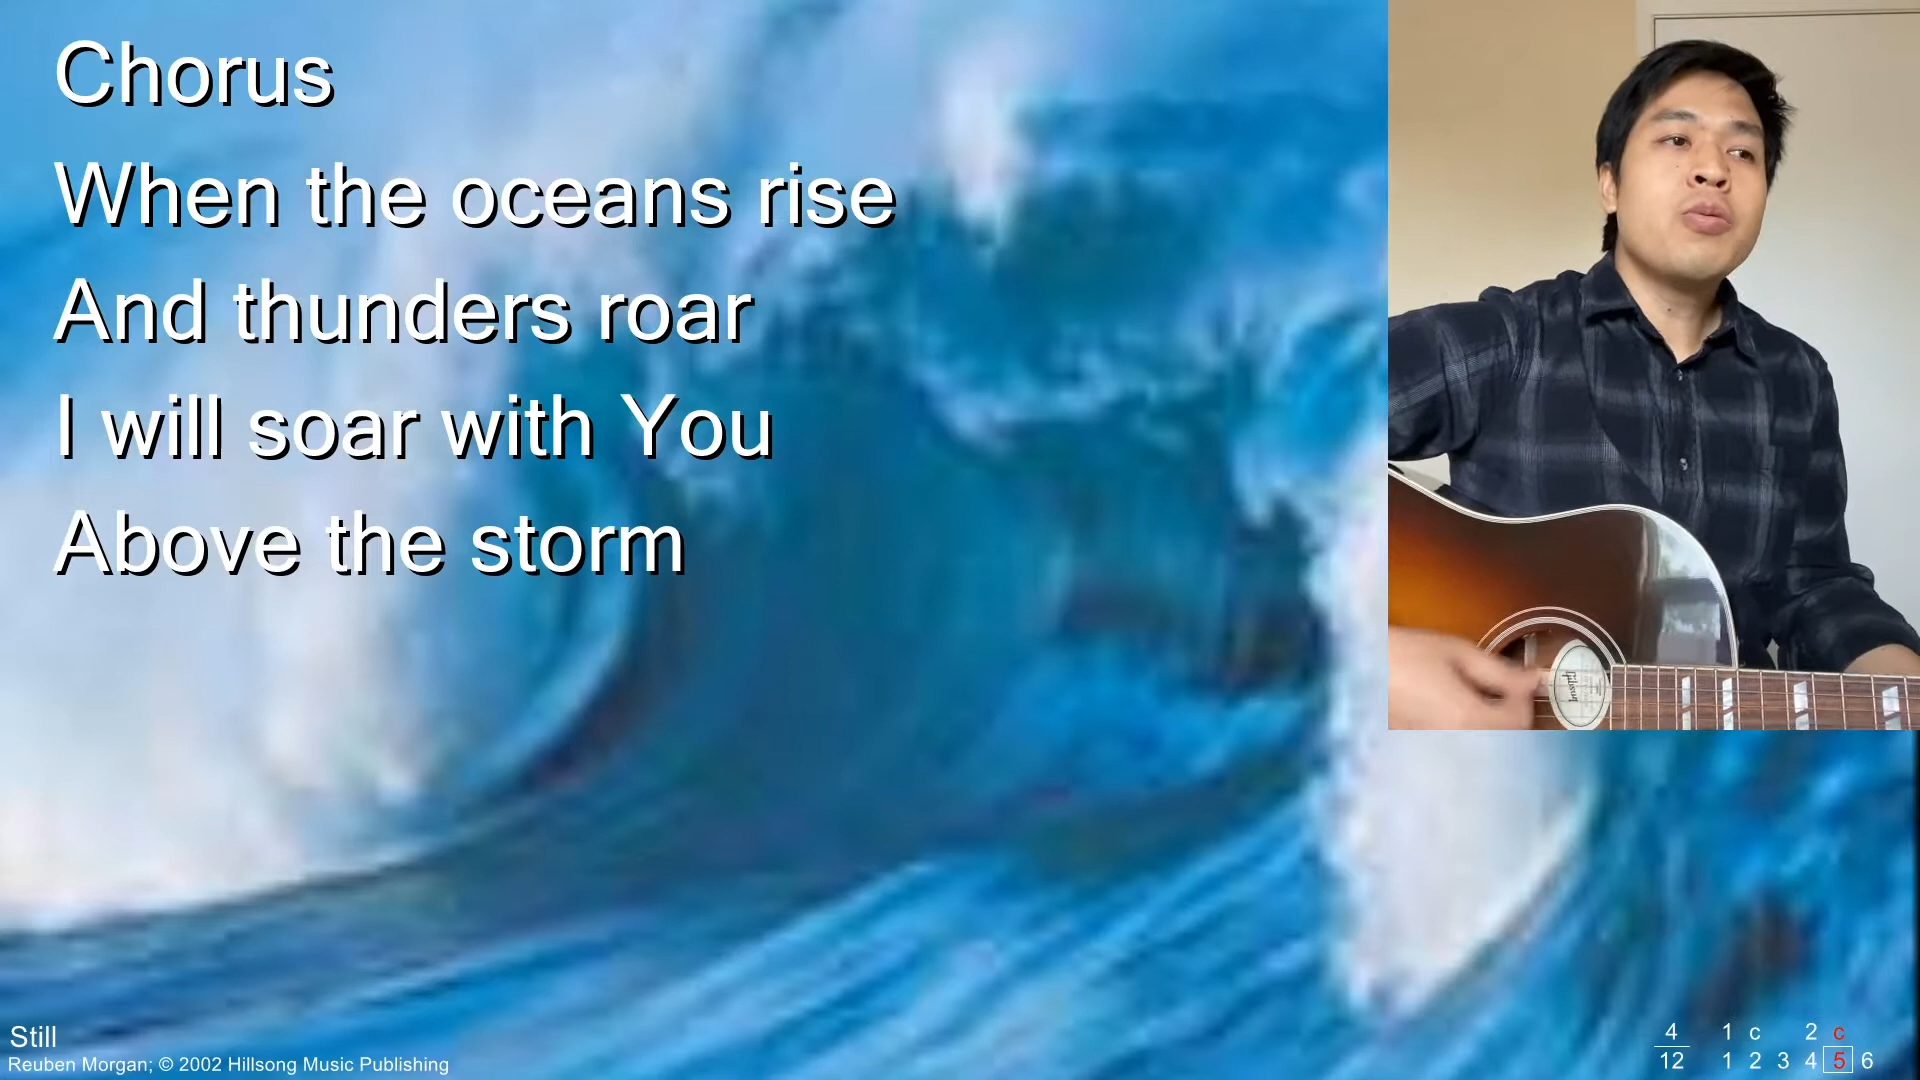 Chorus
When the oceans rise
And thunders roar
I will soar with You
Above the storm
Gibson
Still
Reuben Morgan; © 2002 Hillsong Music Publishing
4 1 c 2 c
12 1 2 3 4 5 6